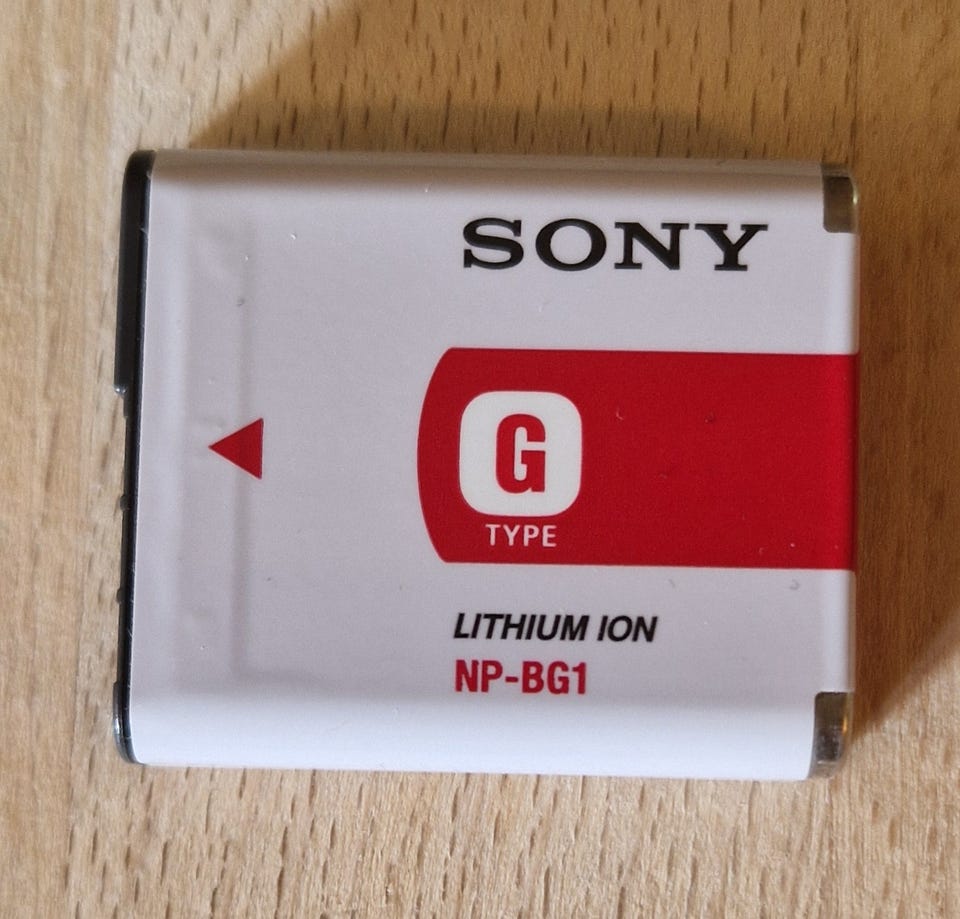 SONY
G
TYPE
LITHIUM ION
NP-BG1